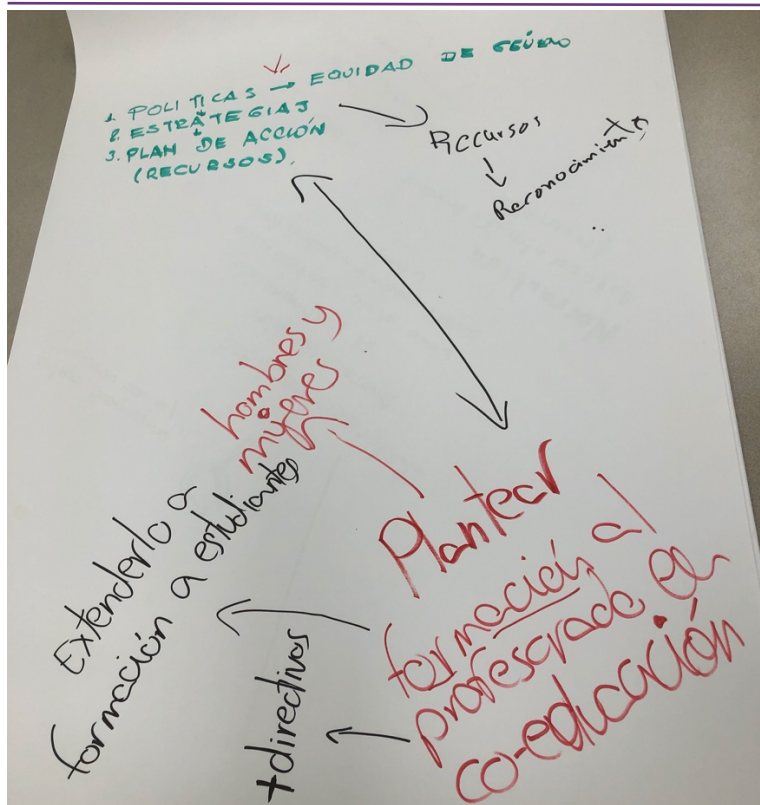 1. POLITICAS → EQUIDAD DE GÉÚERO
2. ESTRATEGIAS
3. PLAN DE ACCIÓN
(RECURSOS).
Recursos
↓
Reconocimiento
hombres y
mujeres
Extenderlo a
formación a estudiantes
+ directivos
Plantear
formación al
profesorado en
co-educación